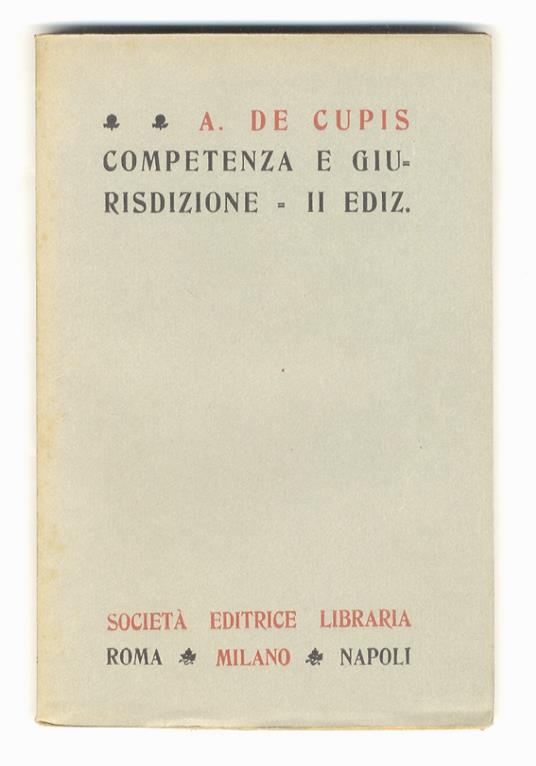 A. DE CUPIS
COMPETENZA E GIU=
RISDIZIONE = II EDIZ.
SOCIETÀ EDITRICE LIBRARIA
ROMA MILANO NAPOLI